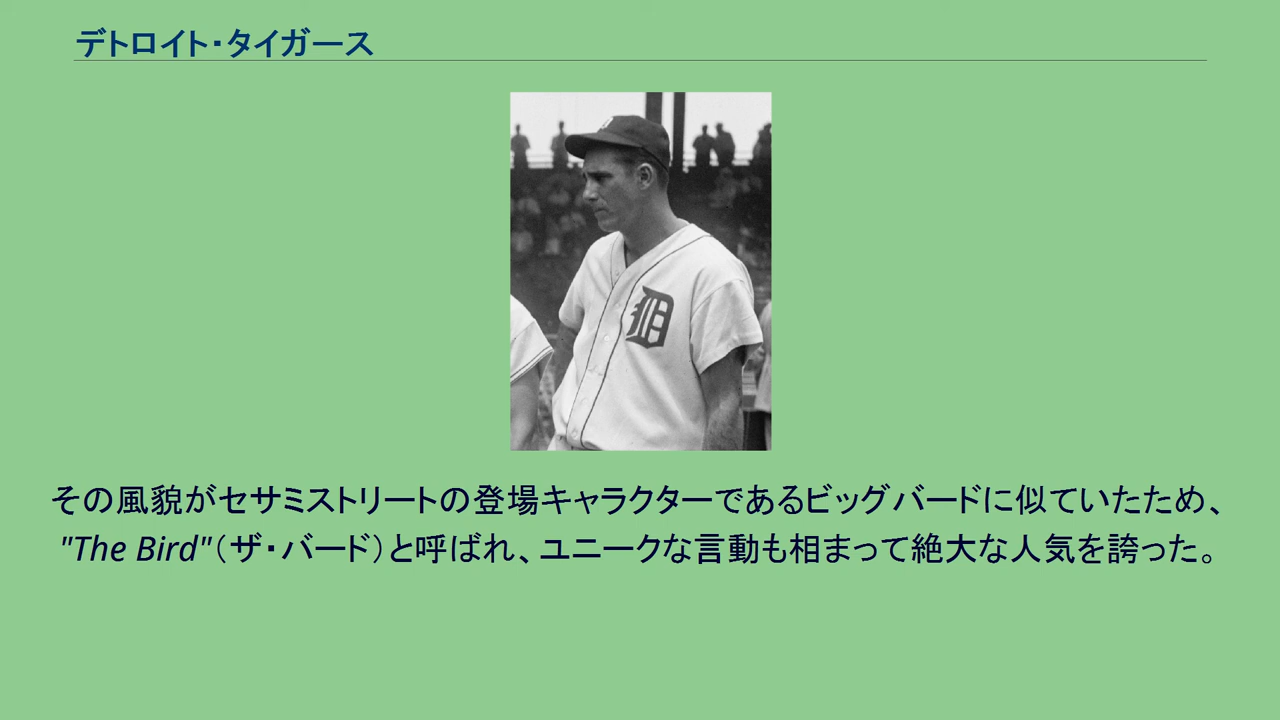 デトロイト・タイガース
D
その風貌がセサミストリートの登場キャラクターであるビッグバードに似ていたため、
"The Bird"（ザ・バード）と呼ばれ、ユニークな言動も相まって絶大な人気を誇った。